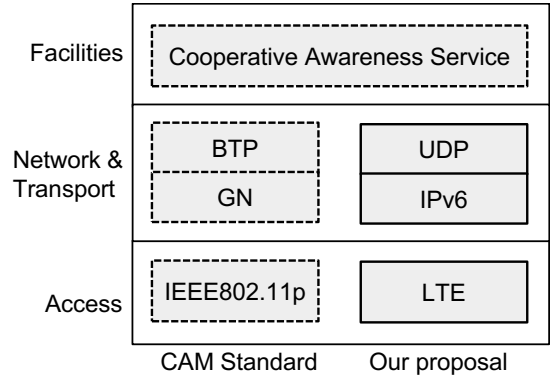 Facilities
Cooperative Awareness Service
Network &
Transport
BTP
UDP
GN
IPv6
Access
IEEE802.11p
LTE
CAM Standard
Our proposal